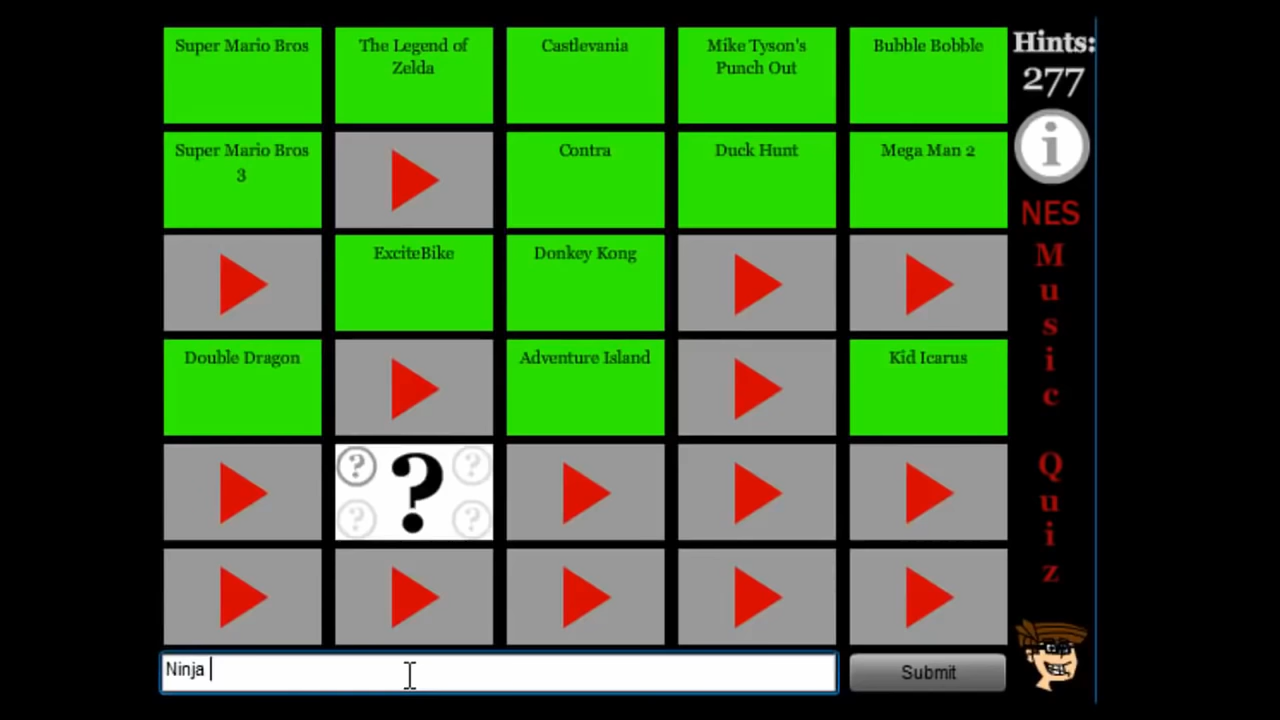 Super Mario Bros
The Legend of
Zelda
Castlevania
Mike Tyson's
Punch Out
Bubble Bobble
Hints:
277
i
Super Mario Bros
3
Contra
Duck Hunt
Mega Man 2
ExciteBike
Donkey Kong
Double Dragon
Adventure Island
Kid Icarus
NES
M
u
s
i
c
Q
u
i
z
?
?
?
?
?
Ninja
Submit